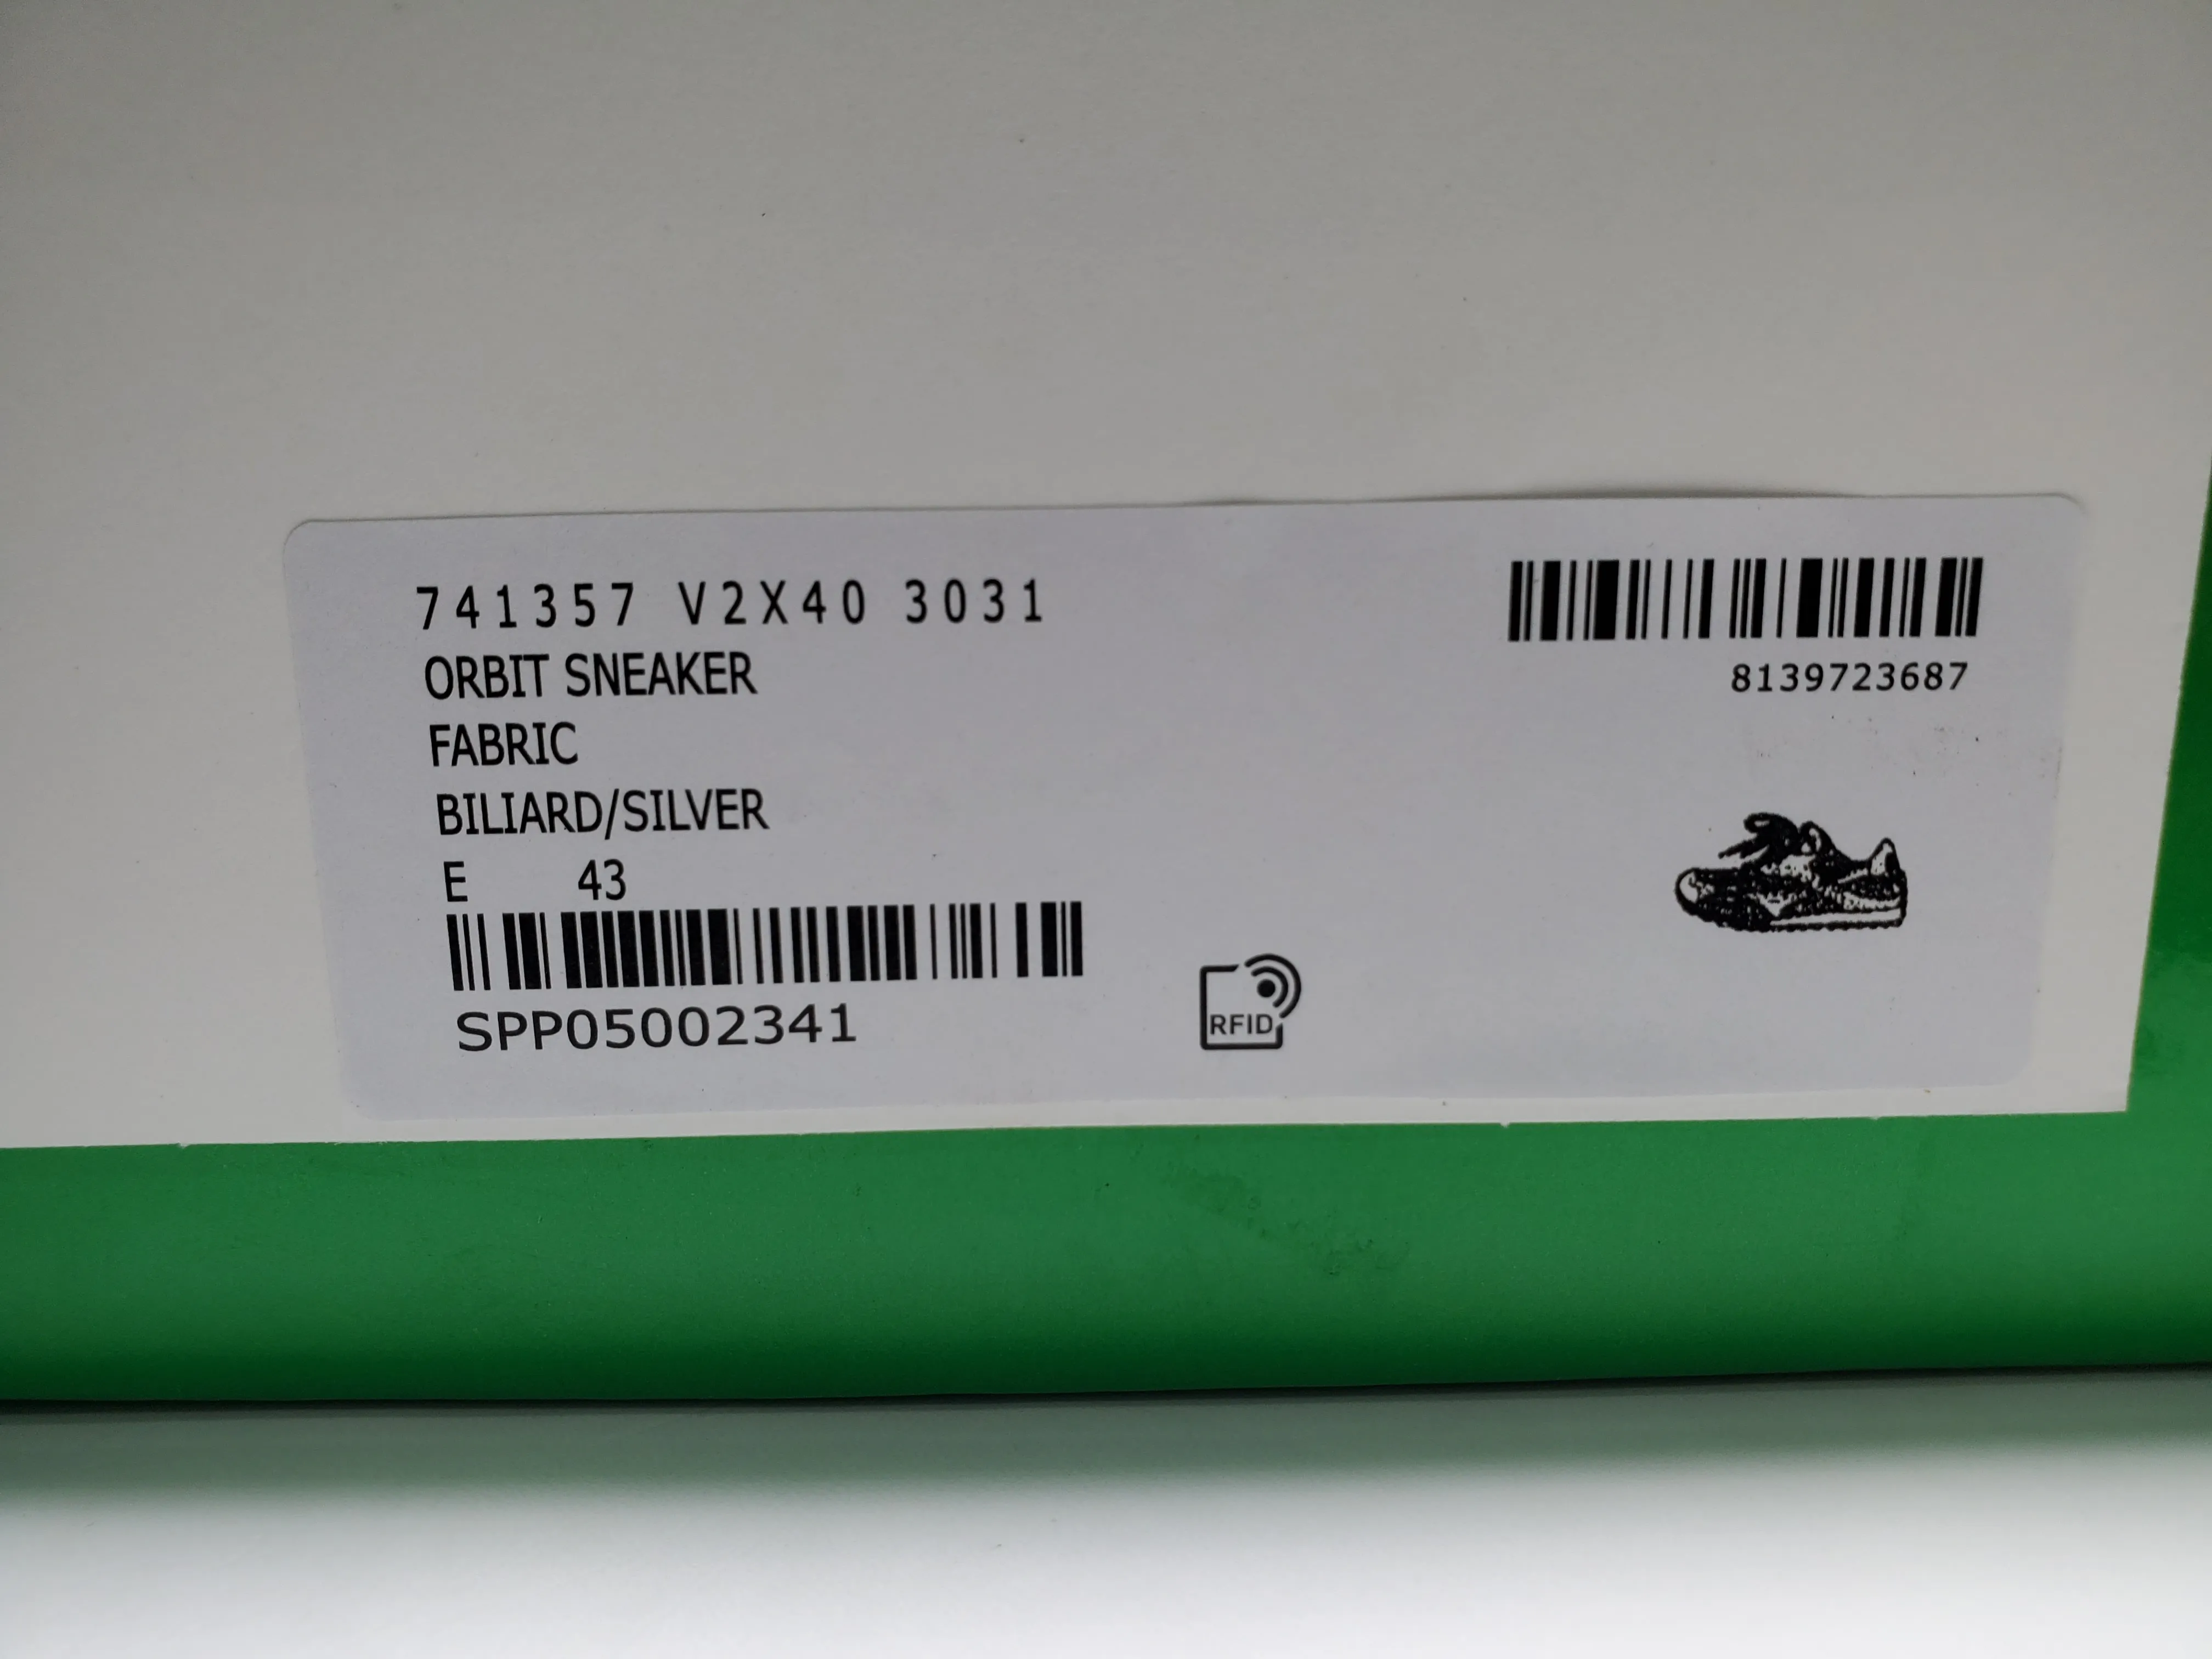 741357 V2X40 3031
ORBIT SNEAKER
FABRIC
BILIARD/SILVER
E 43
SPP05002341
8139723687
RFID